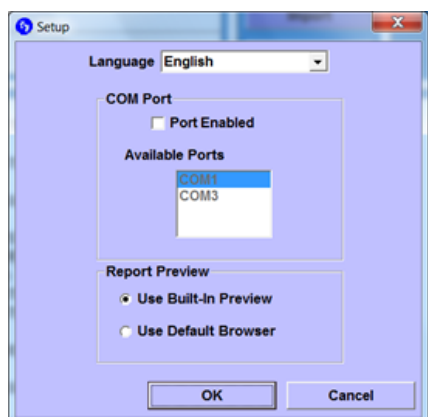 Setup
Language English
COM Port
Port Enabled
Available Ports
COM1
COM3
Report Preview
Use Built-In Preview
Use Default Browser
OK Cancel